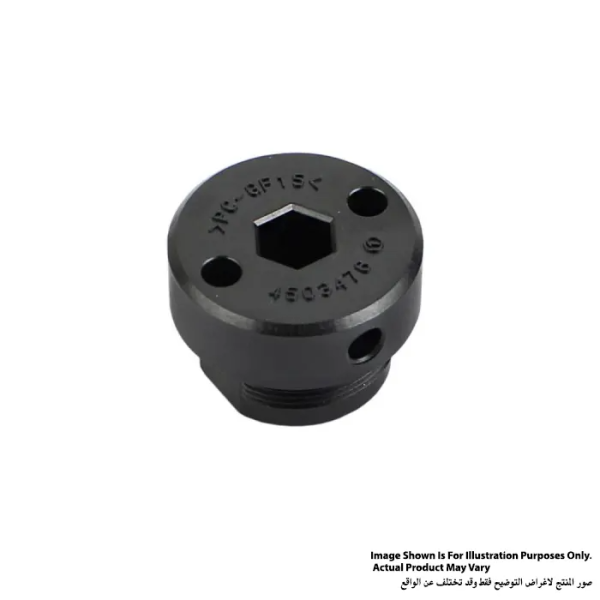 >PC-GF15<
4503476 6
Image Shown Is For Illustration Purposes Only.
Actual Product May Vary
صور المنتج لاغراض التوضيح فقط وقد تختلف عن الواقع